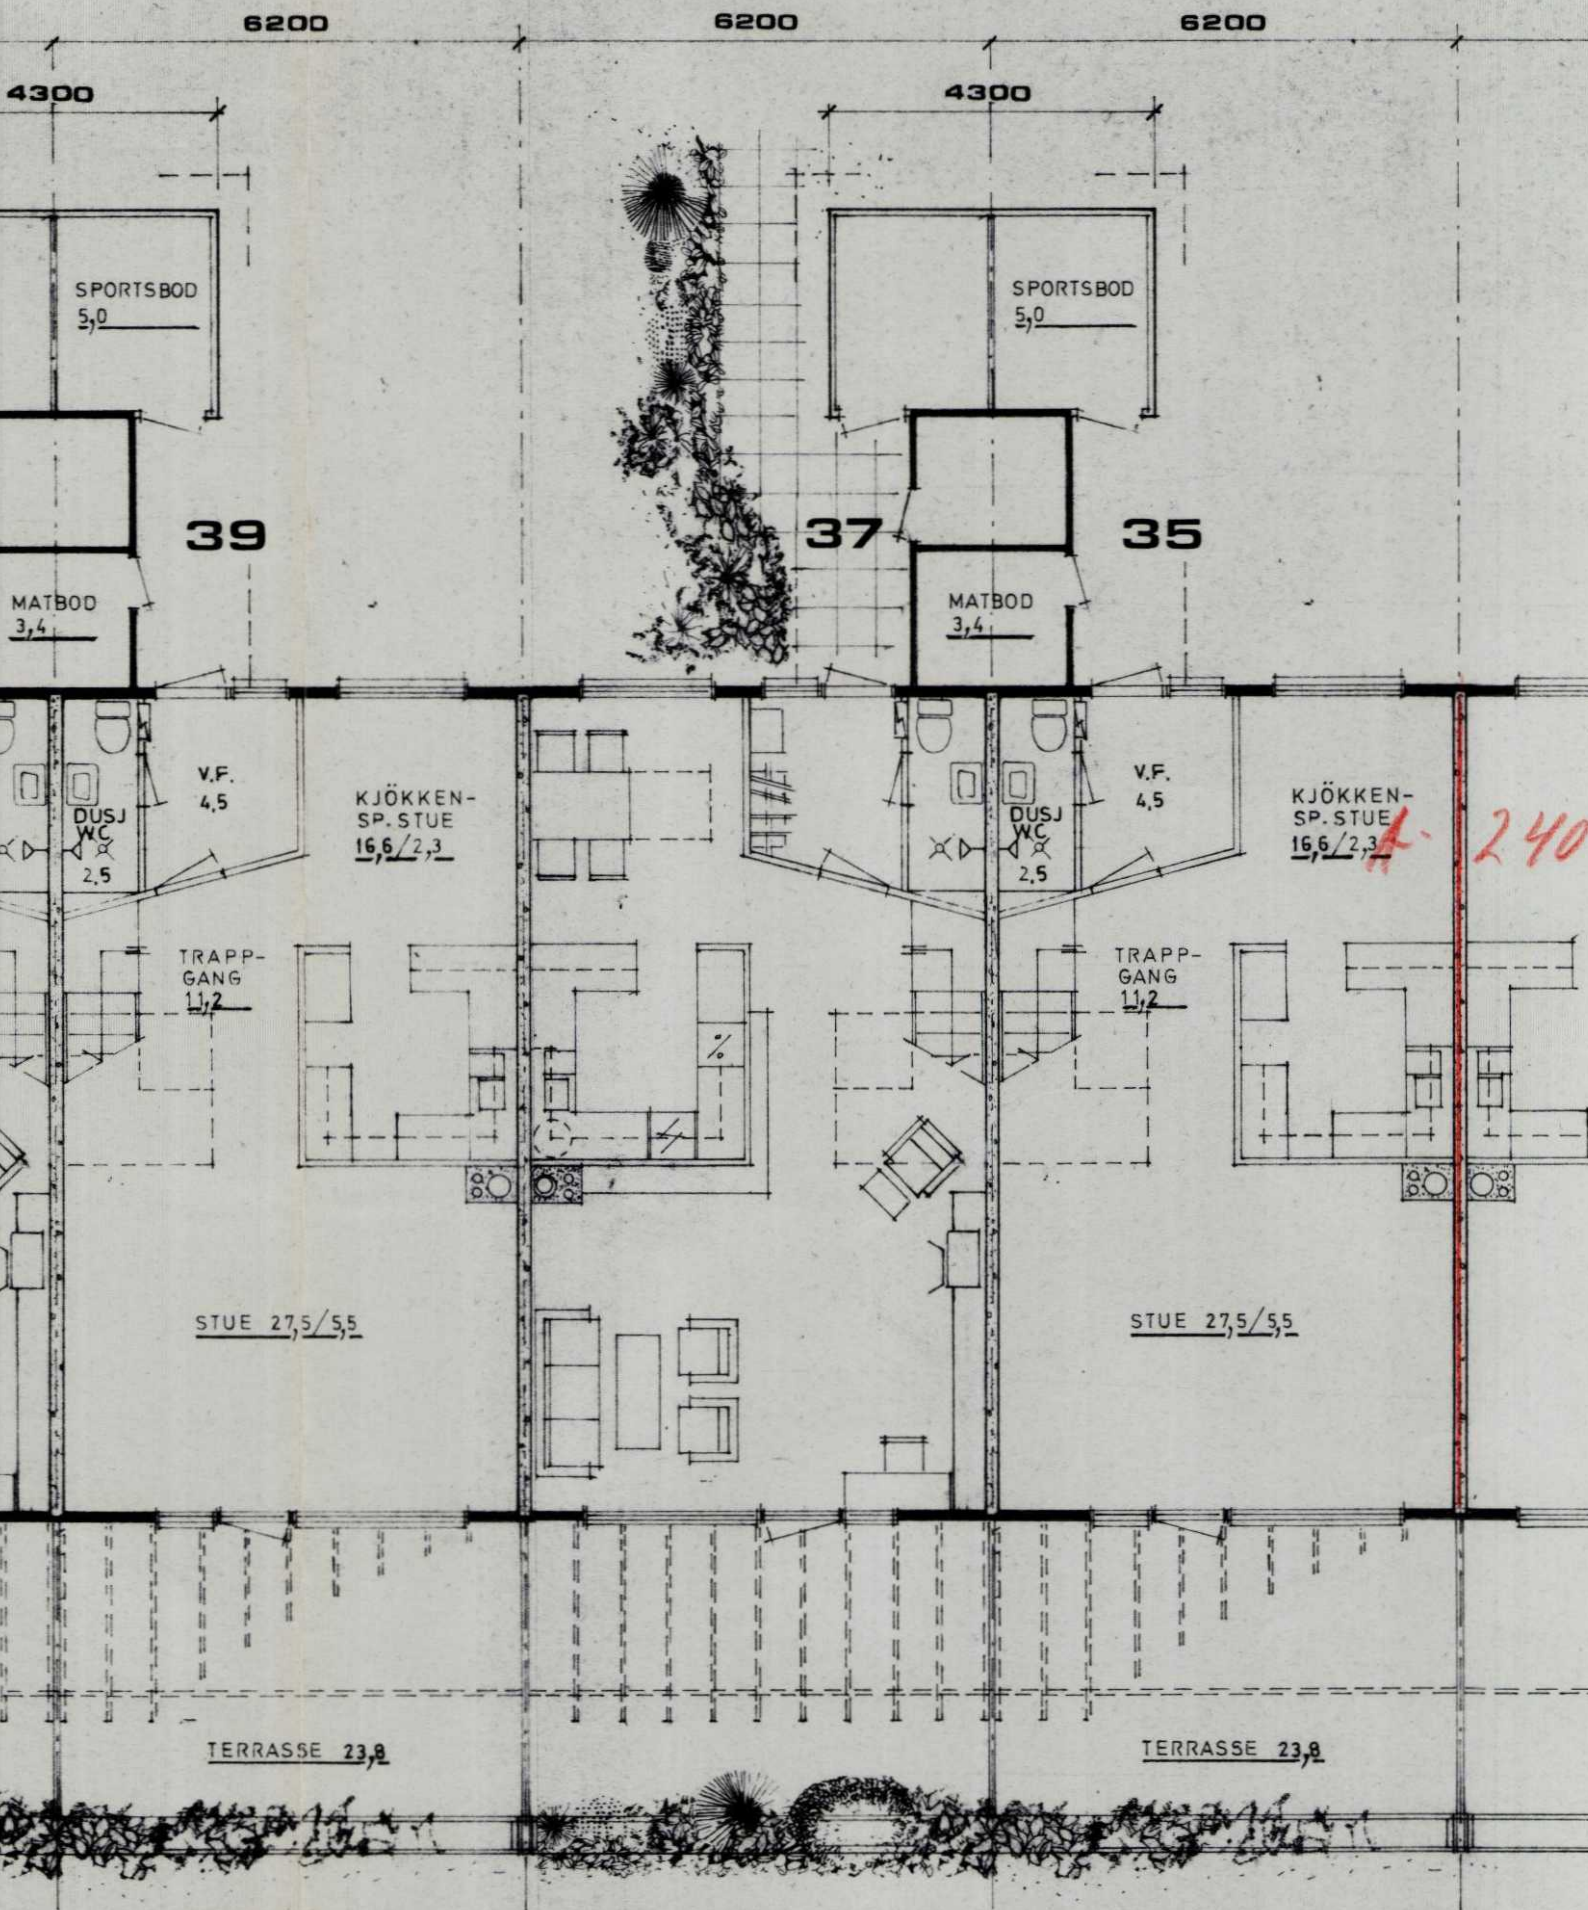 6200
6200
6200
4300
4300
SPORTSBOD
5,0
SPORTSBOD
5,0
39
37
35
MATBOD
3,4
MATBOD
3,4
V.F.
4,5
KJÖKKEN-
SP. STUE
16,6/2,3
DUSJ
WC
2,5
V.F.
4,5
KJÖKKEN-
SP. STUE
16,6/2,3
DUSJ
WC
2,5
240
TRAPP-
GANG
11,2
TRAPP-
GANG
11,2
STUE 27,5/5,5
STUE 27,5/5,5
TERRASSE 23,8
TERRASSE 23,8